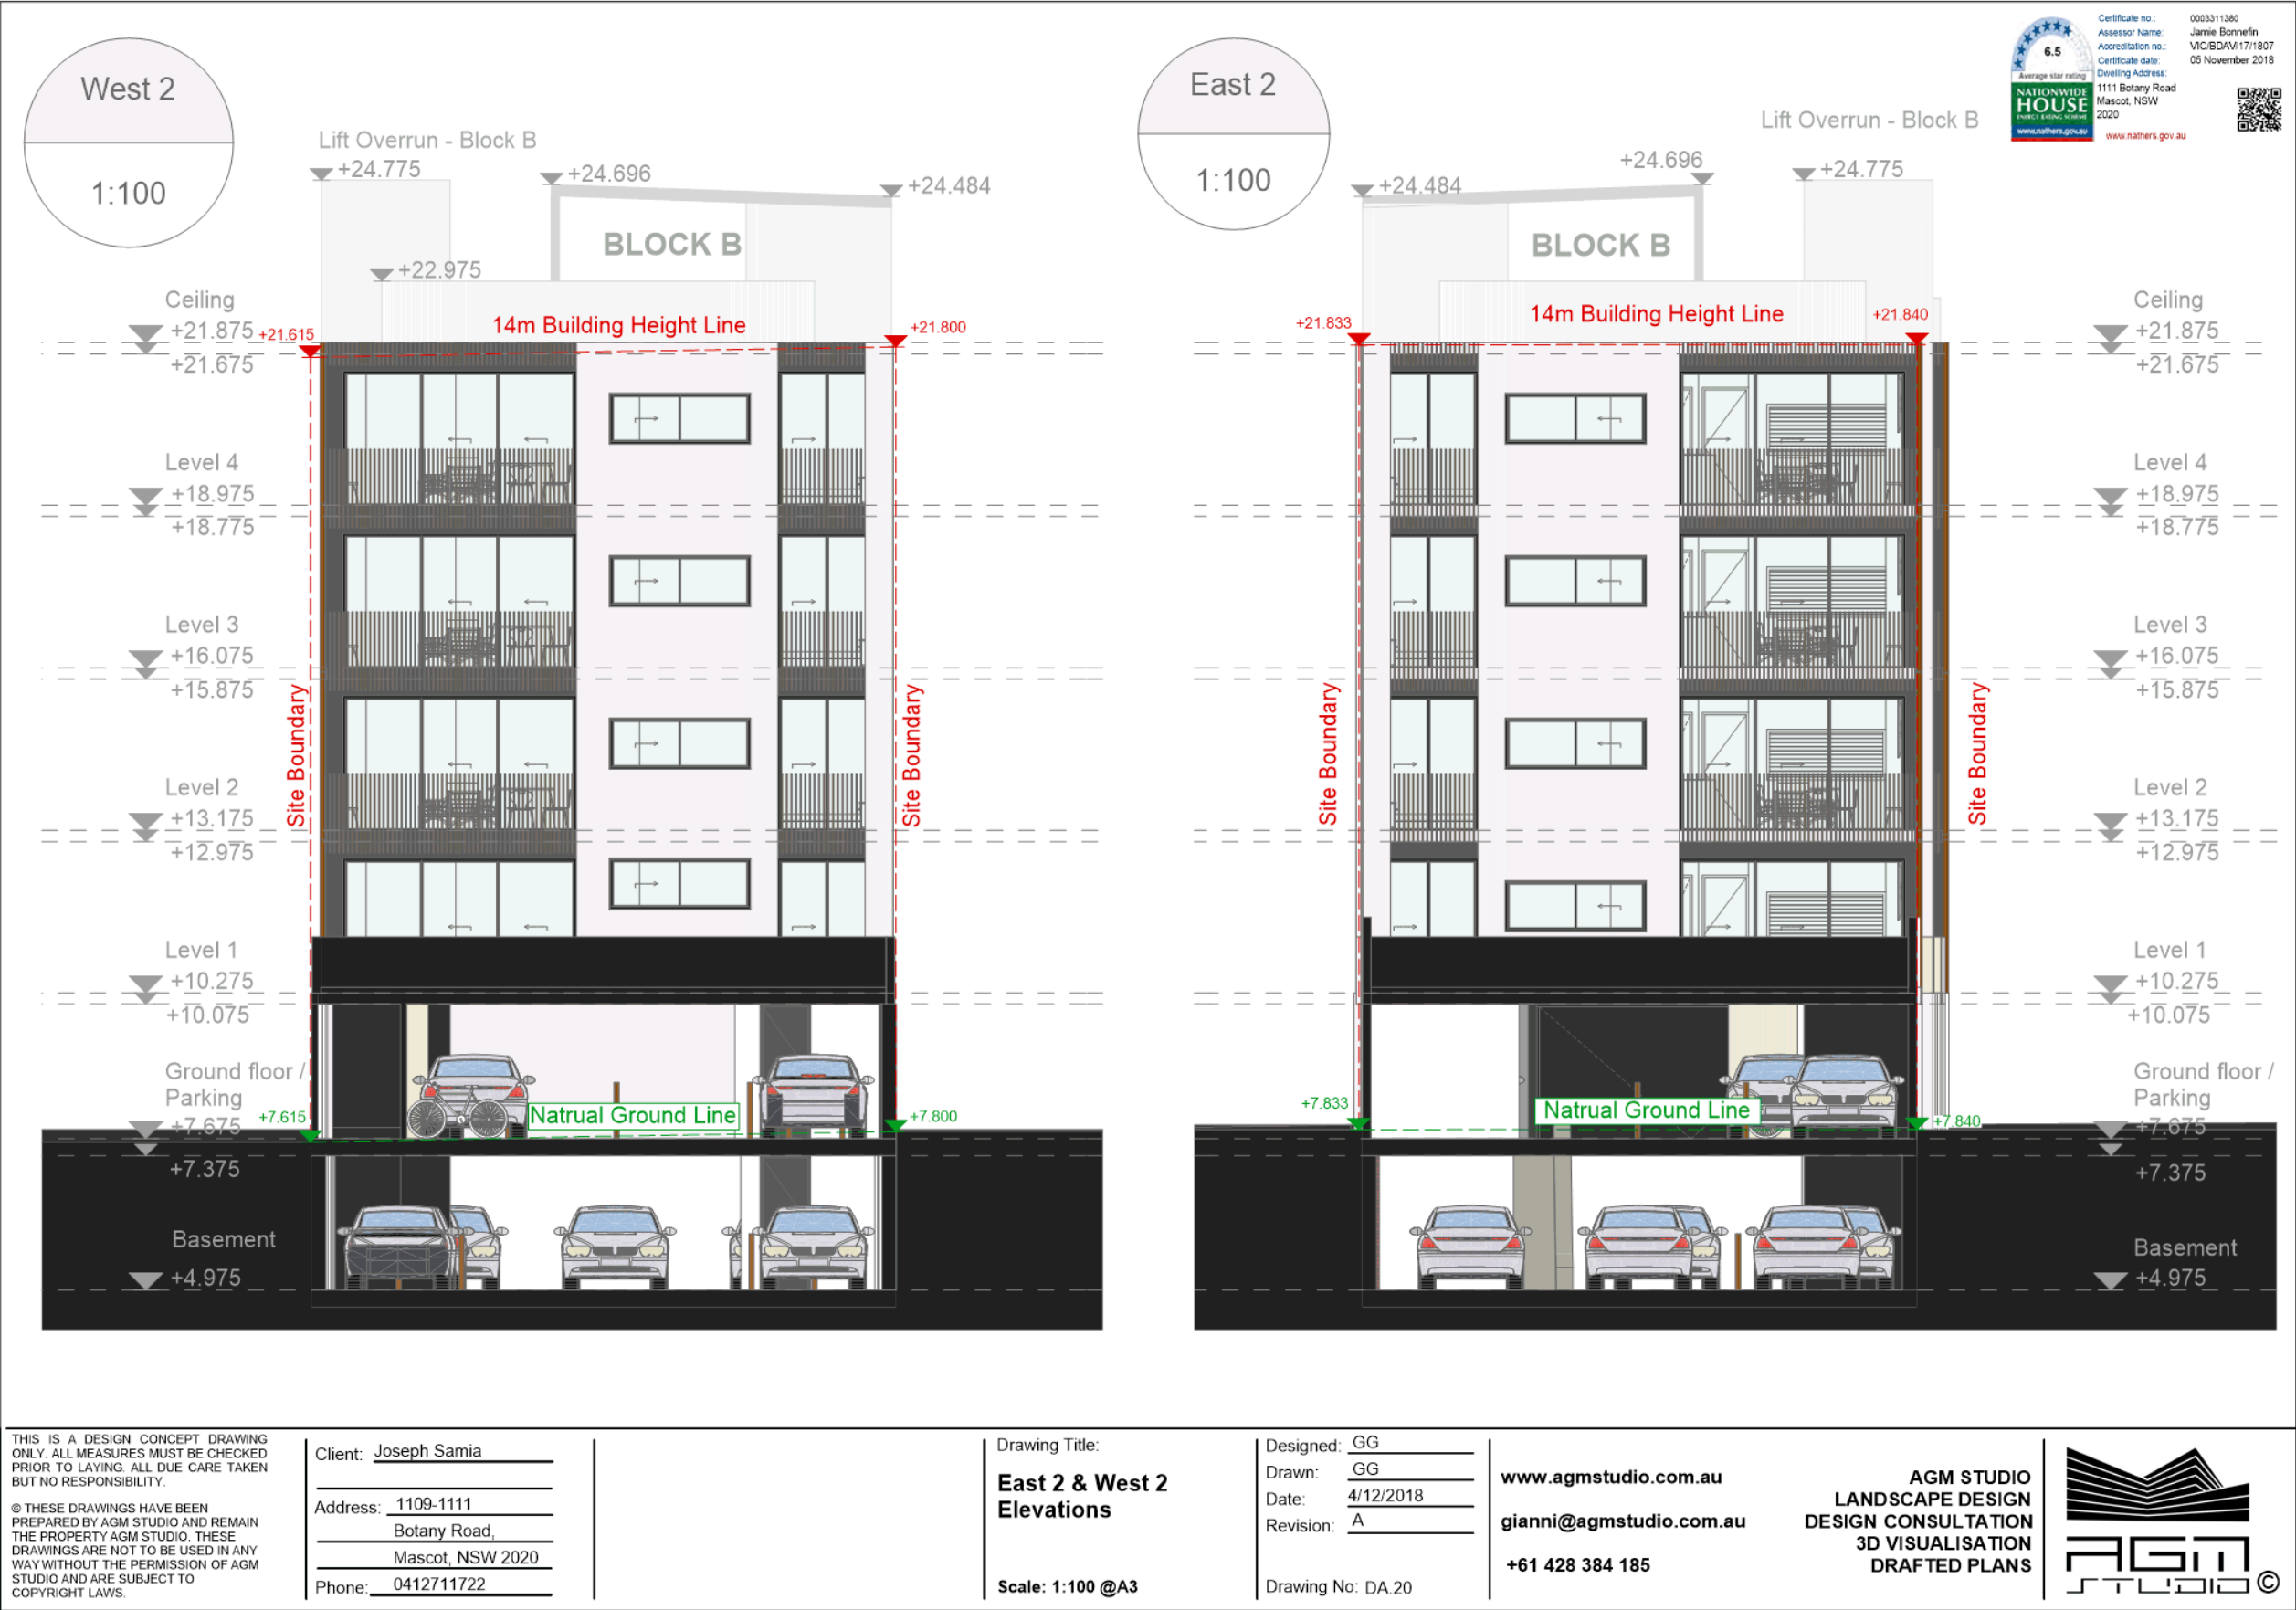 West 2
1:100
Lift Overrun - Block B
+24.775
+24.696
+24.484
BLOCK B
+22.975
14m Building Height Line
+21.615
+21.800
Ceiling
+21.875
+21.675
Level 4
+18.975
+18.775
Level 3
+16.075
+15.875
Level 2
+13.175
+12.975
Level 1
+10.275
+10.075
Ground floor /
Parking
+7.675
+7.375
Basement
+4.975
Site Boundary
Site Boundary
+7.615
Natrual Ground Line
+7.800
East 2
1:100
Lift Overrun - Block B
+24.484
+24.696
+24.775
BLOCK B
14m Building Height Line
+21.833
+21.840
Site Boundary
Site Boundary
+7.833
Natrual Ground Line
+7.840
Ceiling
+21.875
+21.675
Level 4
+18.975
+18.775
Level 3
+16.075
+15.875
Level 2
+13.175
+12.975
Level 1
+10.275
+10.075
Ground floor /
Parking
+7.675
+7.375
Basement
+4.975
6.5
Average star rating
NATIONWIDE
HOUSE
ENERGY RATING SCHEME
www.nathers.gov.au
Certificate no.: 0003311380
Assessor Name: Jamie Bonnefin
Accreditation no.: VIC/BDAV/17/1807
Certificate date: 05 November 2018
Dwelling Address:
1111 Botany Road
Mascot, NSW
2020
www.nathers.gov.au
THIS IS A DESIGN CONCEPT DRAWING
ONLY. ALL MEASURES MUST BE CHECKED
PRIOR TO LAYING. ALL DUE CARE TAKEN
BUT NO RESPONSIBILITY.
© THESE DRAWINGS HAVE BEEN
PREPARED BY AGM STUDIO AND REMAIN
THE PROPERTY AGM STUDIO. THESE
DRAWINGS ARE NOT TO BE USED IN ANY
WAY WITHOUT THE PERMISSION OF AGM
STUDIO AND ARE SUBJECT TO
COPYRIGHT LAWS.
Client: Joseph Samia
Address: 1109-1111
Botany Road,
Mascot, NSW 2020
Phone: 0412711722
Drawing Title:
East 2 & West 2
Elevations
Scale: 1:100 @A3
Designed: GG
Drawn: GG
Date: 4/12/2018
Revision: A
Drawing No: DA.20
www.agmstudio.com.au
gianni@agmstudio.com.au
+61 428 384 185
AGM STUDIO
LANDSCAPE DESIGN
DESIGN CONSULTATION
3D VISUALISATION
DRAFTED PLANS
AGM
STUDIO ©